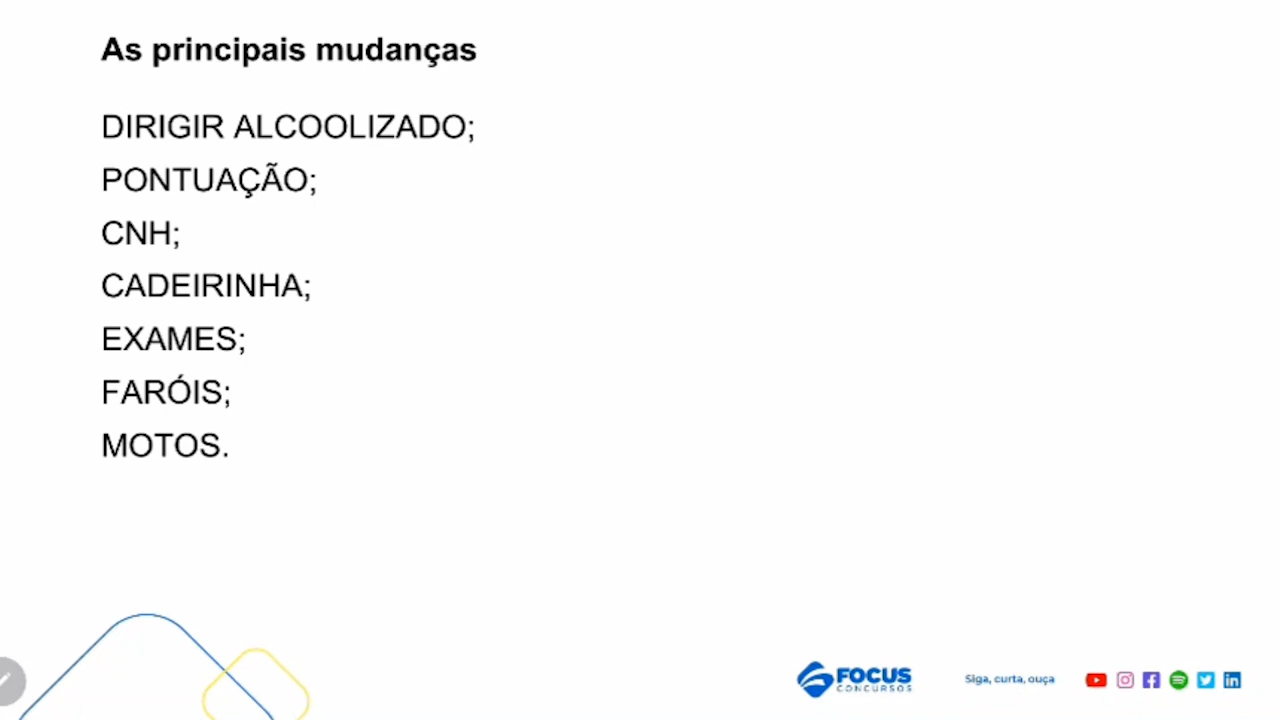 As principais mudanças
DIRIGIR ALCOOLIZADO;
PONTUAÇÃO;
CNH;
CADEIRINHA;
EXAMES;
FARÓIS;
MOTOS.
FOCUS
CONCURSOS
Siga, curta, ouça